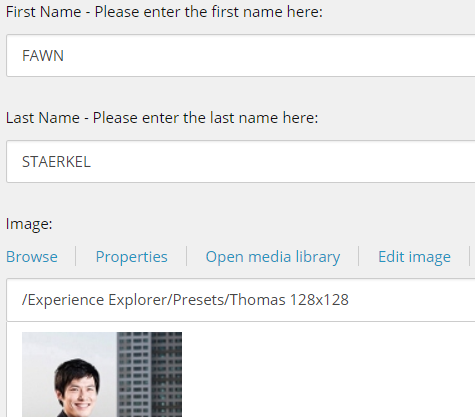 First Name - Please enter the first name here:
FAWN
Last Name - Please enter the last name here:
STAERKEL
Image:
Browse Properties Open media library Edit image
/Experience Explorer/Presets/Thomas 128x128